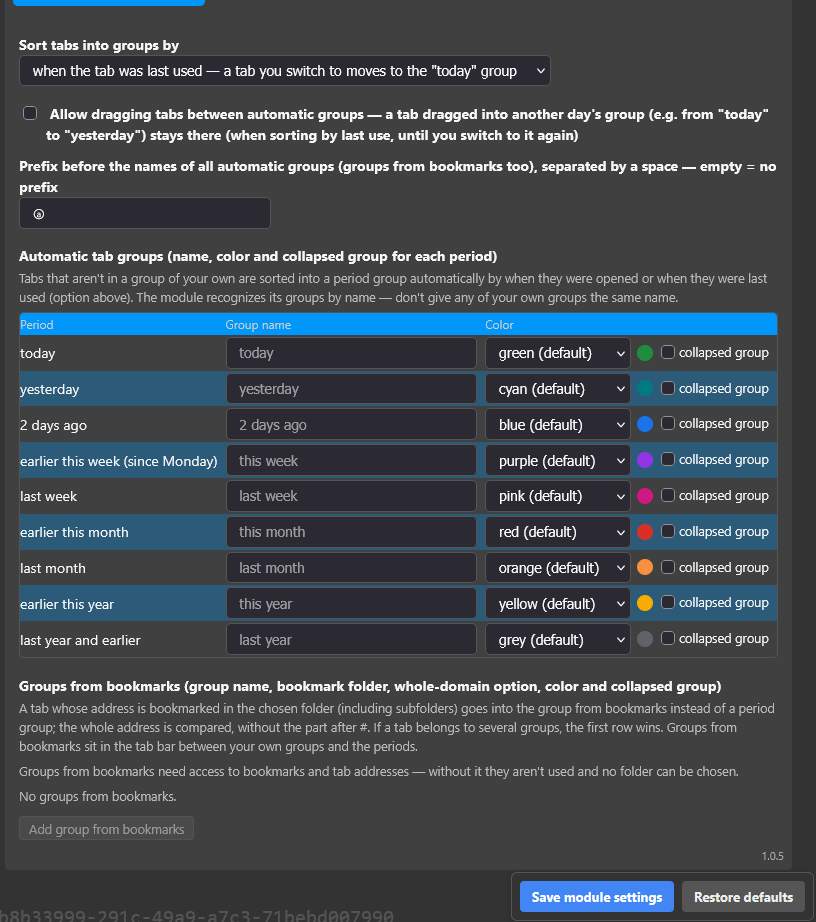 Sort tabs into groups by
when the tab was last used — a tab you switch to moves to the "today" group
Allow dragging tabs between automatic groups — a tab dragged into another day's group (e.g. from "today"
to "yesterday") stays there (when sorting by last use, until you switch to it again)
Prefix before the names of all automatic groups (groups from bookmarks too), separated by a space — empty = no
prefix
ⓐ
Automatic tab groups (name, color and collapsed group for each period)
Tabs that aren't in a group of your own are sorted into a period group automatically by when they were opened or when they were last
used (option above). The module recognizes its groups by name — don't give any of your own groups the same name.
Period Group name Color
today today green (default) collapsed group
yesterday yesterday cyan (default) collapsed group
2 days ago 2 days ago blue (default) collapsed group
earlier this week (since Monday) this week purple (default) collapsed group
last week last week pink (default) collapsed group
earlier this month this month red (default) collapsed group
last month last month orange (default) collapsed group
earlier this year this year yellow (default) collapsed group
last year and earlier last year grey (default) collapsed group
Groups from bookmarks (group name, bookmark folder, whole-domain option, color and collapsed group)
A tab whose address is bookmarked in the chosen folder (including subfolders) goes into the group from bookmarks instead of a period
group; the whole address is compared, without the part after #. If a tab belongs to several groups, the first row wins. Groups from
bookmarks sit in the tab bar between your own groups and the periods.
Groups from bookmarks need access to bookmarks and tab addresses — without it they aren't used and no folder can be chosen.
No groups from bookmarks.
Add group from bookmarks
1.0.5
Save module settings Restore defaults
b8b33999-291c-49a9-a7c3-71bebd007990